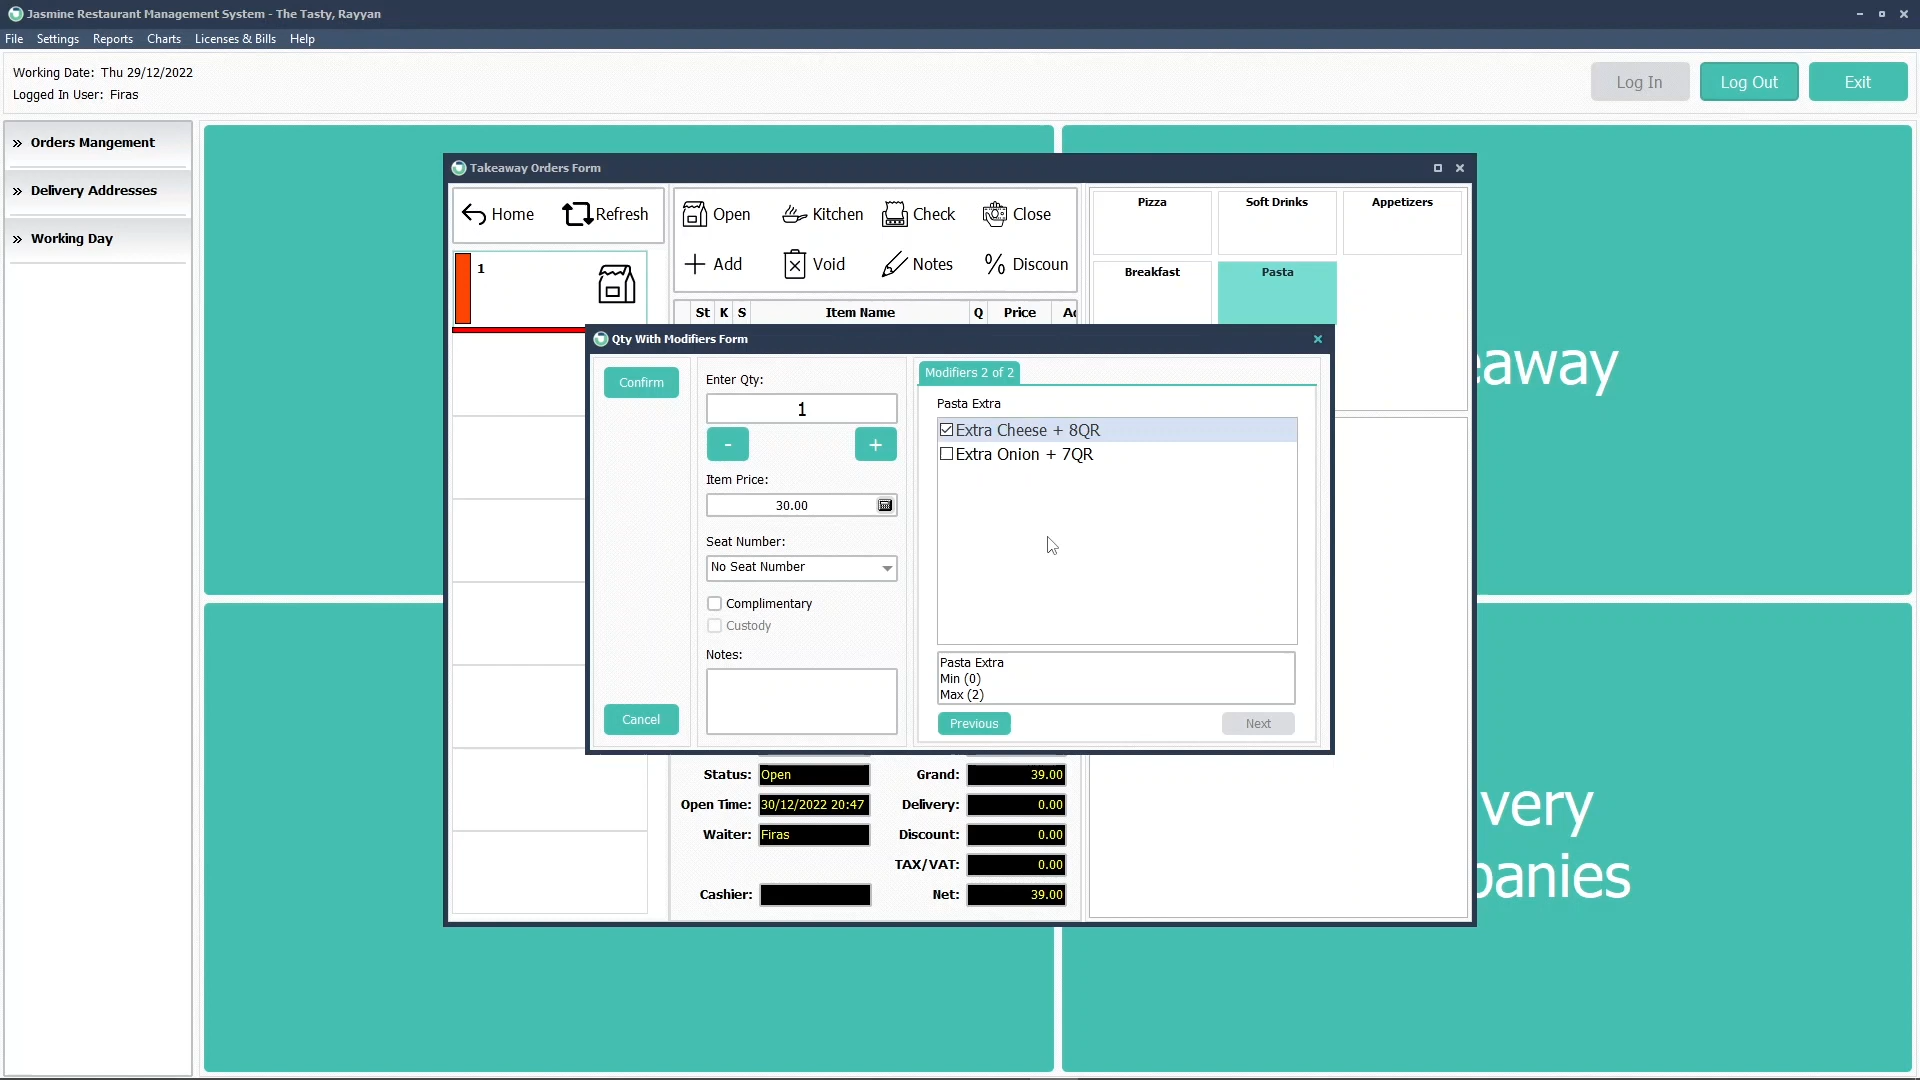 Jasmine Restaurant Management System - The Tasty, Rayyan
File Settings Reports Charts Licenses & Bills Help
Working Date: Thu 29/12/2022
Logged In User: Firas
Log In Log Out Exit
» Orders Mangement
» Delivery Addresses
» Working Day
Takeaway Orders Form
Home Refresh
Open Kitchen Check Close
Add Void Notes % Discoun
1
St K S Item Name Q Price Ac
Pizza Soft Drinks Appetizers
Breakfast Pasta
Qty With Modifiers Form
Confirm
Cancel
Enter Qty:
1
- +
Item Price:
30.00
Seat Number:
No Seat Number
Complimentary
Custody
Notes:
Modifiers 2 of 2
Pasta Extra
Extra Cheese + 8QR
Extra Onion + 7QR
Pasta Extra
Min (0)
Max (2)
Previous Next
Status: Open Grand: 39.00
Open Time: 30/12/2022 20:47 Delivery: 0.00
Waiter: Firas Discount: 0.00
TAX/VAT: 0.00
Cashier: Net: 39.00
eaway
very
panies